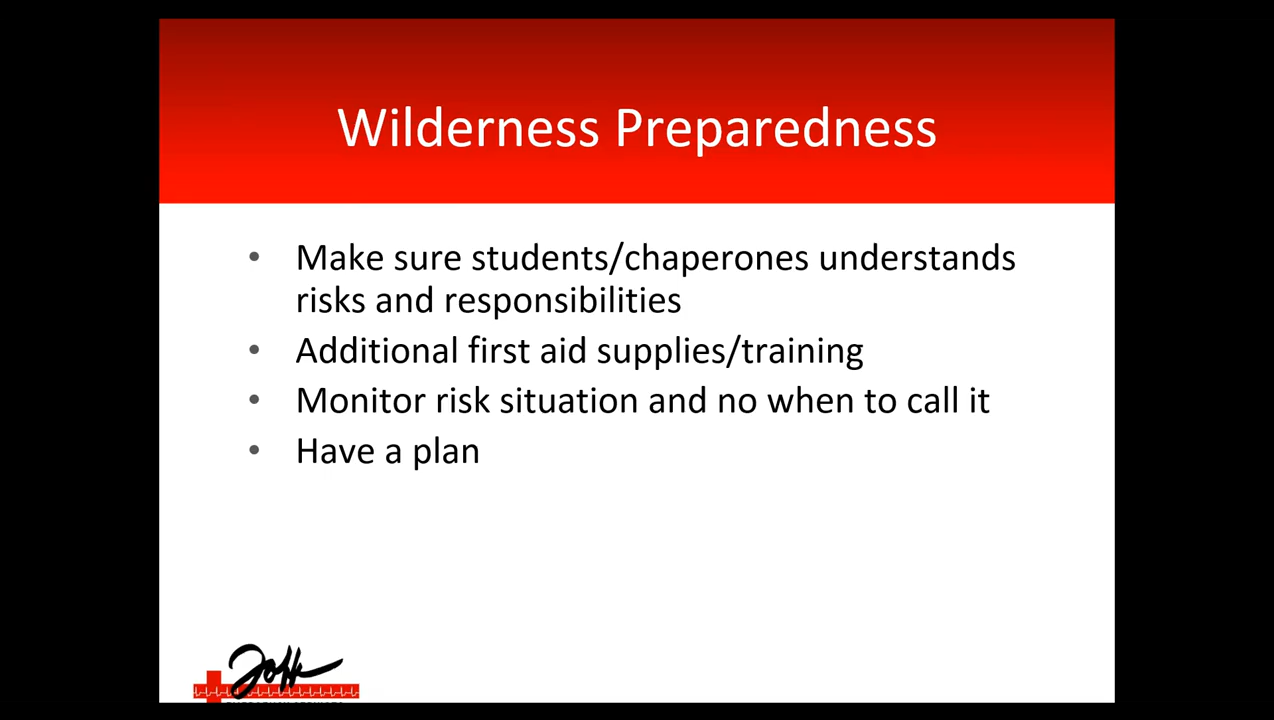 Wilderness Preparedness
• Make sure students/chaperones understands
risks and responsibilities
• Additional first aid supplies/training
• Monitor risk situation and no when to call it
• Have a plan
Joffe